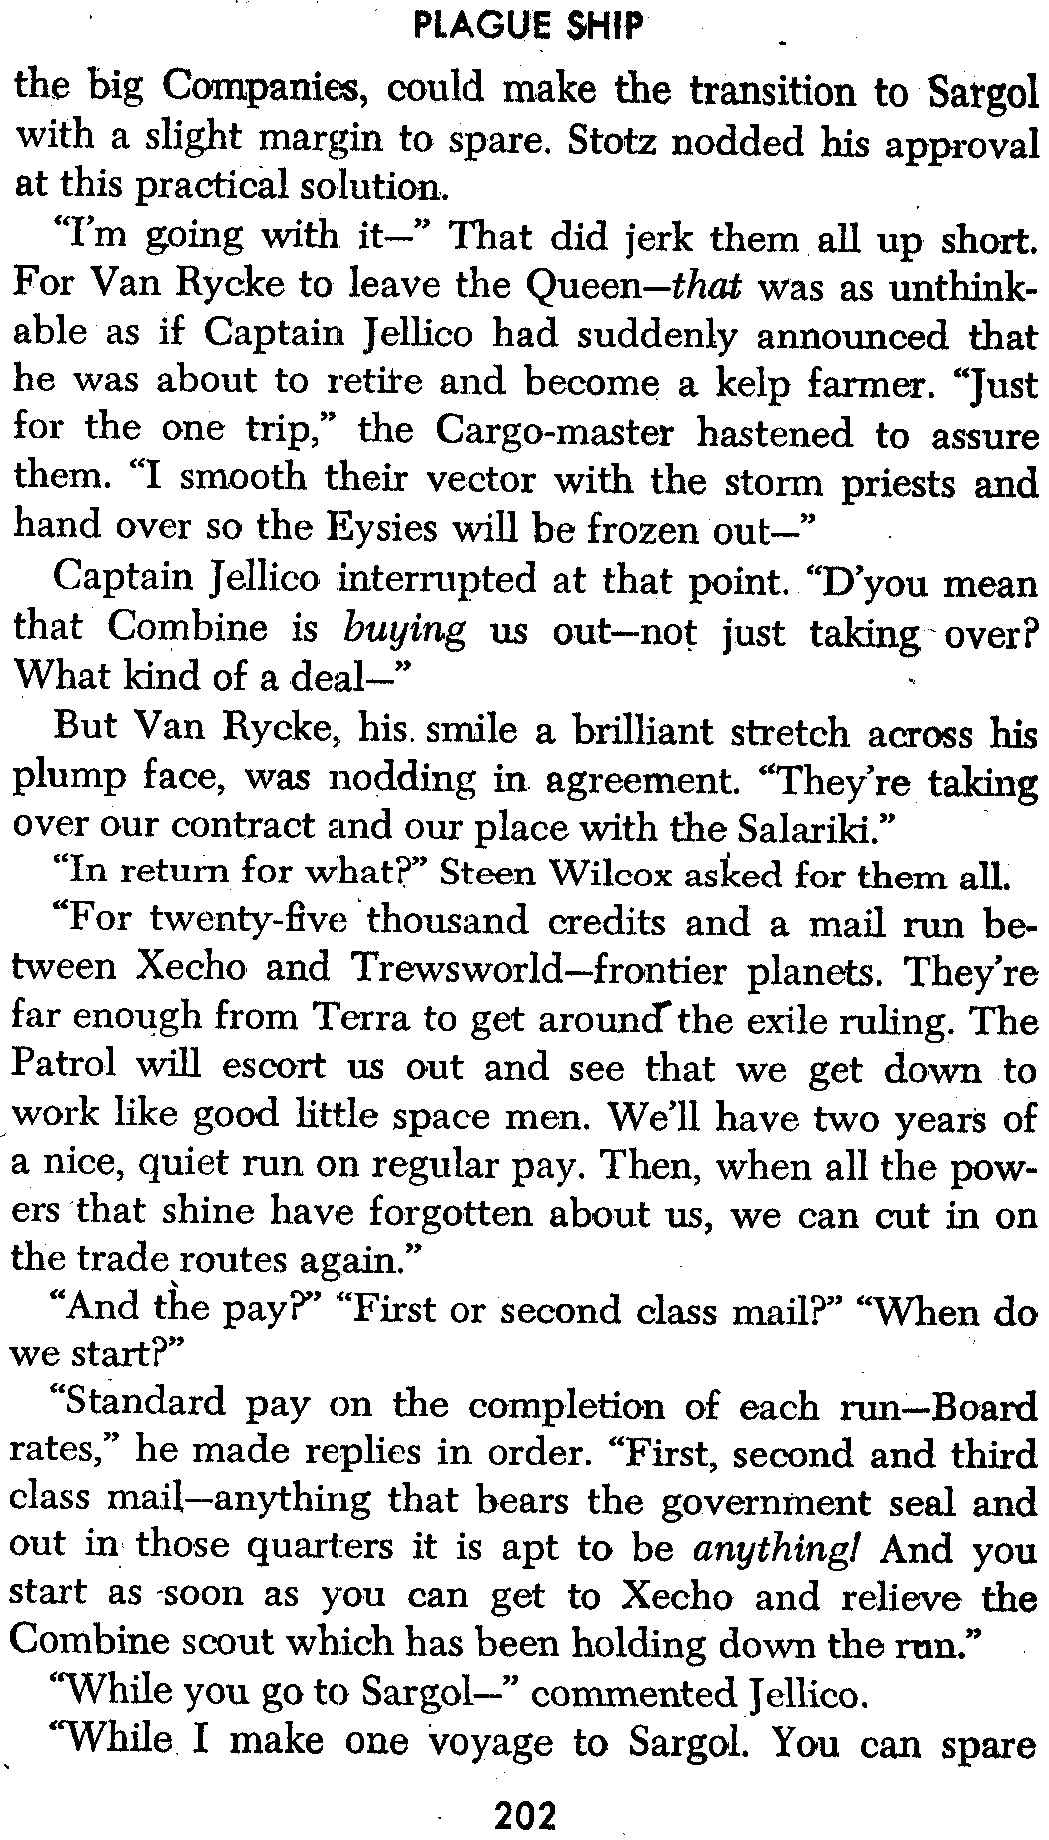 PLAGUE SHIP
the big Companies, could make the transition to Sargol
with a slight margin to spare. Stotz nodded his approval
at this practical solution.
“I’m going with it—” That did jerk them all up short.
For Van Rycke to leave the Queen—that was as unthink-
able as if Captain Jellico had suddenly announced that
he was about to retire and become a kelp farmer. “Just
for the one trip,” the Cargo-master hastened to assure
them. “I smooth their vector with the storm priests and
hand over so the Eysies will be frozen out—”
Captain Jellico interrupted at that point. “D’you mean
that Combine is buying us out—not just taking over?
What kind of a deal—”
But Van Rycke, his smile a brilliant stretch across his
plump face, was nodding in agreement. “They’re taking
over our contract and our place with the Salariki.”
“In return for what?” Steen Wilcox asked for them all.
“For twenty-five thousand credits and a mail run be-
tween Xecho and Trewsworld—frontier planets. They’re
far enough from Terra to get around the exile ruling. The
Patrol will escort us out and see that we get down to
work like good little space men. We’ll have two years of
a nice, quiet run on regular pay. Then, when all the pow-
ers that shine have forgotten about us, we can cut in on
the trade routes again.”
“And the pay?” “First or second class mail?” “When do
we start?”
“Standard pay on the completion of each run—Board
rates,” he made replies in order. “First, second and third
class mail—anything that bears the government seal and
out in those quarters it is apt to be anything! And you
start as soon as you can get to Xecho and relieve the
Combine scout which has been holding down the run.”
“While you go to Sargol—” commented Jellico.
“While I make one voyage to Sargol. You can spare
202